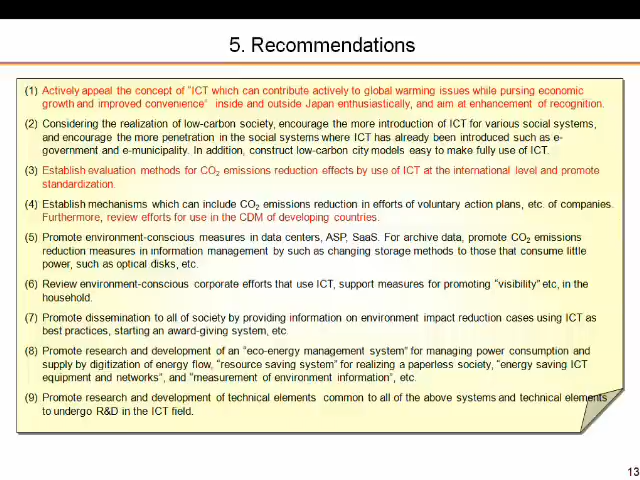 5. Recommendations
(1) Actively appeal the concept of "ICT which can contribute actively to global warming issues while pursing economic
growth and improved convenience" inside and outside Japan enthusiastically, and aim at enhancement of recognition.
(2) Considering the realization of low-carbon society, encourage the more introduction of ICT for various social systems,
and encourage the more penetration in the social systems where ICT has already been introduced such as e-
government and e-municipality. In addition, construct low-carbon city models easy to make fully use of ICT.
(3) Establish evaluation methods for CO2 emissions reduction effects by use of ICT at the international level and promote
standardization.
(4) Establish mechanisms which can include CO2 emissions reduction in efforts of voluntary action plans, etc. of companies.
Furthermore, review efforts for use in the CDM of developing countries.
(5) Promote environment-conscious measures in data centers, ASP, SaaS. For archive data, promote CO2 emissions
reduction measures in information management by such as changing storage methods to those that consume little
power, such as optical disks, etc.
(6) Review environment-conscious corporate efforts that use ICT, support measures for promoting "visibility" etc, in the
household.
(7) Promote dissemination to all of society by providing information on environment impact reduction cases using ICT as
best practices, starting an award-giving system, etc.
(8) Promote research and development of an "eco-energy management system" for managing power consumption and
supply by digitization of energy flow, "resource saving system" for realizing a paperless society, "energy saving ICT
equipment and networks", and "measurement of environment information", etc.
(9) Promote research and development of technical elements common to all of the above systems and technical elements
to undergo R&D in the ICT field.
13